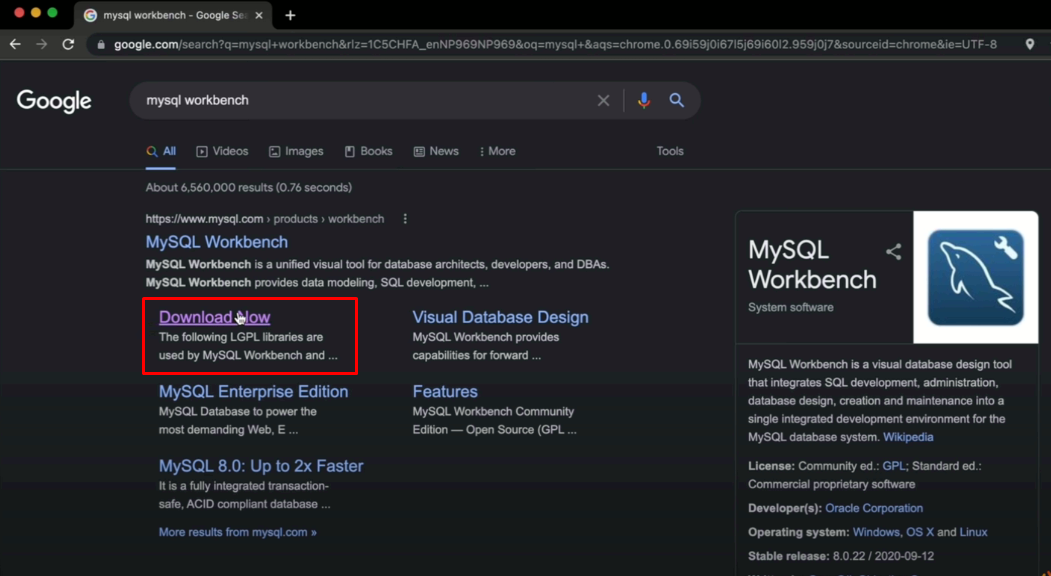 mysql workbench - Google Sea
google.com/search?q=mysql+workbench&rlz=1C5CHFA_enNP969NP969&oq=mysql+&aqs=chrome.0.69i59j0i67l5j69i60l2.959j0j7&sourceid=chrome&ie=UTF-8
Google
mysql workbench
All
Videos
Images
Books
News
More
Tools
About 6,560,000 results (0.76 seconds)
https://www.mysql.com › products › workbench
MySQL Workbench
MySQL Workbench is a unified visual tool for database architects, developers, and DBAs.
MySQL Workbench provides data modeling, SQL development, ...
Download Now
The following LGPL libraries are
used by MySQL Workbench and ...
Visual Database Design
MySQL Workbench provides
capabilities for forward ...
MySQL Enterprise Edition
MySQL Database to power the
most demanding Web, E ...
Features
MySQL Workbench Community
Edition — Open Source (GPL ...
MySQL 8.0: Up to 2x Faster
It is a fully integrated transaction-
safe, ACID compliant database ...
More results from mysql.com »
MySQL
Workbench
System software
MySQL Workbench is a visual database design tool
that integrates SQL development, administration,
database design, creation and maintenance into a
single integrated development environment for the
MySQL database system. Wikipedia
License: Community ed.: GPL; Standard ed.:
Commercial proprietary software
Developer(s): Oracle Corporation
Operating system: Windows, OS X and Linux
Stable release: 8.0.22 / 2020-09-12